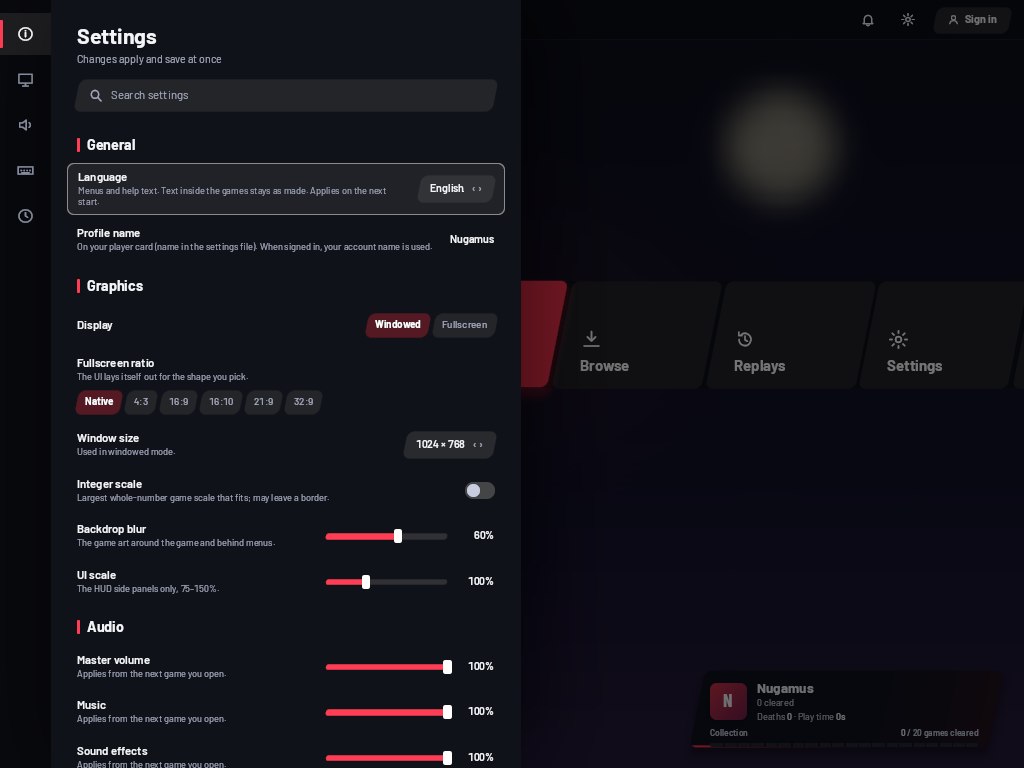 Settings
Changes apply and save at once
Search settings
General
Language
Menus and help text. Text inside the games stays as made. Applies on the next
start.
English
Profile name
On your player card (name in the settings file). When signed in, your account name is used.
Nugamus
Graphics
Display
Windowed
Fullscreen
Fullscreen ratio
The UI lays itself out for the shape you pick.
Native
4:3
16:9
16:10
21:9
32:9
Window size
Used in windowed mode.
1024 × 768
Integer scale
Largest whole-number game scale that fits; may leave a border.
Backdrop blur
The game art around the game and behind menus.
60%
UI scale
The HUD side panels only, 75–150%.
100%
Audio
Master volume
Applies from the next game you open.
100%
Music
Applies from the next game you open.
100%
Sound effects
Applies from the next game you open.
100%
Sign in
Browse
Replays
Settings
N
Nugamus
0 cleared
Deaths 0 · Play time 0s
Collection
0 / 20 games cleared